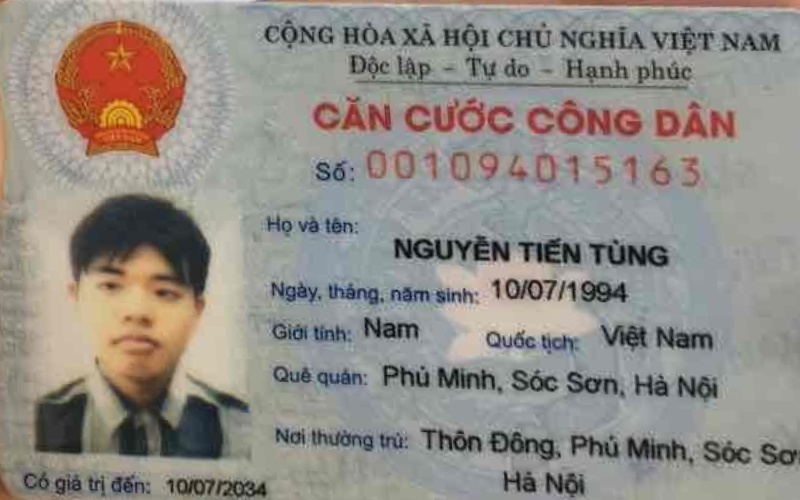 CỘNG HÒA XÃ HỘI CHỦ NGHĨA VIỆT NAM
Độc lập - Tự do - Hạnh phúc
CĂN CƯỚC CÔNG DÂN
Số: 001094015163
Họ và tên:
NGUYỄN TIẾN TÙNG
Ngày, tháng, năm sinh: 10/07/1994
Giới tính: Nam Quốc tịch: Việt Nam
Quê quán: Phú Minh, Sóc Sơn, Hà Nội
Nơi thường trú: Thôn Đông, Phú Minh, Sóc Sơ
Hà Nội
Có giá trị đến: 10/07/2034